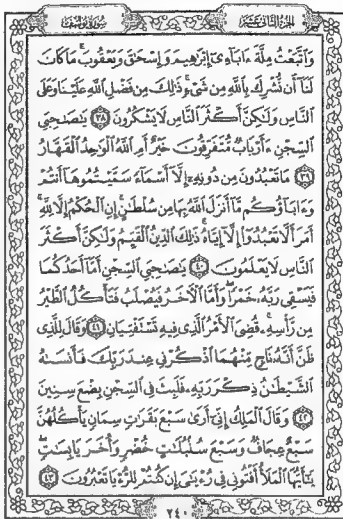 الجزء الثاني عشر
سورة يوسف
وَٱتَّبَعْتُ مِلَّةَ ءَابَآءِىٓ إِبْرَٰهِيمَ وَإِسْحَٰقَ وَيَعْقُوبَ ۚ مَا كَانَ
لَنَآ أَن نُّشْرِكَ بِٱللَّهِ مِن شَىْءٍ ۚ ذَٰلِكَ مِن فَضْلِ ٱللَّهِ عَلَيْنَا وَعَلَى
ٱلنَّاسِ وَلَٰكِنَّ أَكْثَرَ ٱلنَّاسِ لَا يَشْكُرُونَ ٣٨ يَٰصَىٰحِبَىِ
ٱلسِّجْنِ ءَأَرْبَابٌ مُّتَفَرِّقُونَ خَيْرٌ أَمِ ٱللَّهُ ٱلْوَٰحِدُ ٱلْقَهَّارُ
٣٩ مَا تَعْبُدُونَ مِن دُونِهِۦٓ إِلَّآ أَسْمَآءً سَمَّيْتُمُوهَآ أَنتُمْ
وَءَابَآؤُكُم مَّآ أَنزَلَ ٱللَّهُ بِهَا مِن سُلْطَٰنٍ ۚ إِنِ ٱلْحُكْمُ إِلَّا لِلَّهِ ۚ
أَمَرَ أَلَّا تَعْبُدُوٓا۟ إِلَّآ إِيَّاهُ ۚ ذَٰلِكَ ٱلدِّينُ ٱلْقَيِّمُ وَلَٰكِنَّ أَكْثَرَ
ٱلنَّاسِ لَا يَعْلَمُونَ ٤٠ يَٰصَىٰحِبَىِ ٱلسِّجْنِ أَمَّآ أَحَدُكُمَا
فَيَسْقِى رَبَّهُۥ خَمْرًا ۖ وَأَمَّا ٱلْءَاخَرُ فَيُصْلَبُ فَتَأْكُلُ ٱلطَّيْرُ
مِن رَّأْسِهِۦ ۚ قُضِىَ ٱلْأَمْرُ ٱلَّذِى فِيهِ تَسْتَفْتِيَانِ ٤١ وَقَالَ لِلَّذِى
ظَنَّ أَنَّهُۥ نَاجٍ مِّنْهُمَا ٱذْكُرْنِى عِندَ رَبِّكَ فَأَنسَىٰهُ
ٱلشَّيْطَٰنُ ذِكْرَ رَبِّهِۦ فَلَبِثَ فِى ٱلسِّجْنِ بِضْعَ سِنِينَ
٤٢ وَقَالَ ٱلْمَلِكُ إِنِّىٓ أَرَىٰ سَبْعَ بَقَرَٰتٍ سِمَانٍ يَأْكُلُهُنَّ
سَبْعٌ عِجَافٌ وَسَبْعَ سُنۢبُلَٰتٍ خُضْرٍ وَأُخَرَ يَابِسَٰتٍ ۖ
يَٰٓأَيُّهَا ٱلْمَلَأُ أَفْتُونِى فِى رُءْيَٰىَ إِن كُنتُمْ لِلرُّءْيَا تَعْبُرُونَ ٤٣
٢٤٠